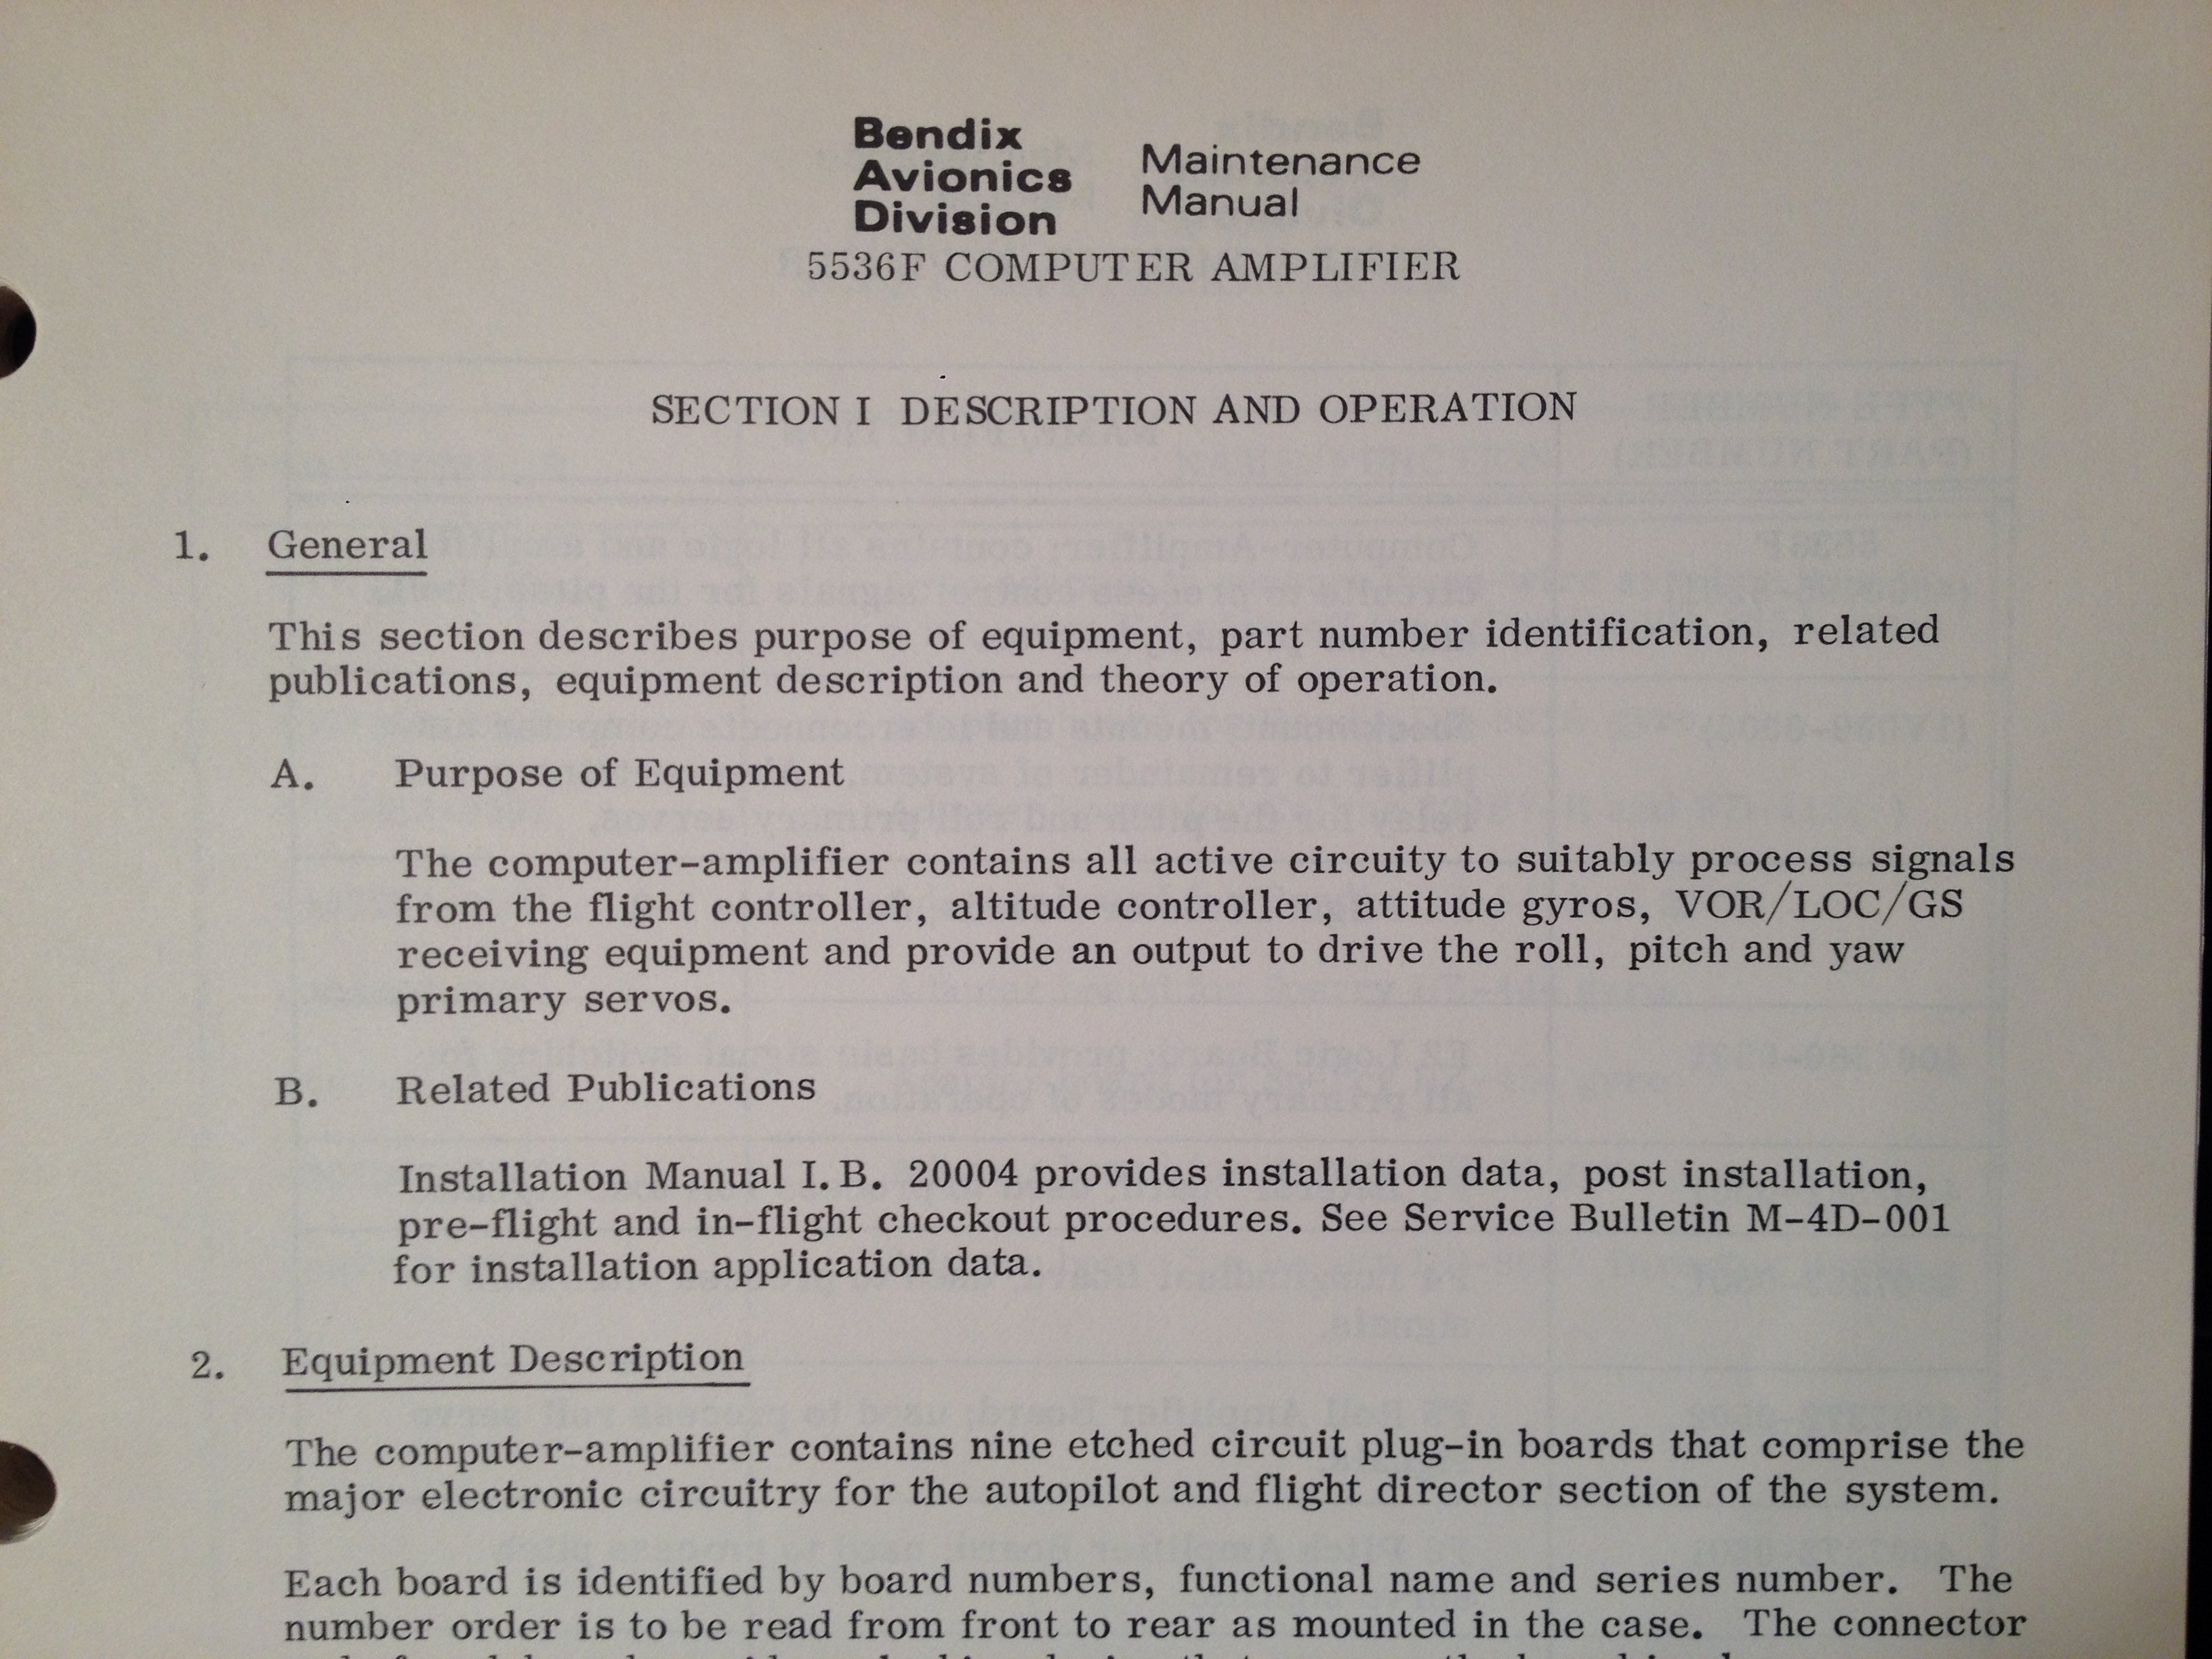 Bendix
Avionics
Division
Maintenance
Manual
5536F COMPUTER AMPLIFIER
SECTION I DESCRIPTION AND OPERATION
1. General
This section describes purpose of equipment, part number identification, related
publications, equipment description and theory of operation.
A. Purpose of Equipment
The computer-amplifier contains all active circuity to suitably process signals
from the flight controller, altitude controller, attitude gyros, VOR/LOC/GS
receiving equipment and provide an output to drive the roll, pitch and yaw
primary servos.
B. Related Publications
Installation Manual I.B. 20004 provides installation data, post installation,
pre-flight and in-flight checkout procedures. See Service Bulletin M-4D-001
for installation application data.
2. Equipment Description
The computer-amplifier contains nine etched circuit plug-in boards that comprise the
major electronic circuitry for the autopilot and flight director section of the system.
Each board is identified by board numbers, functional name and series number. The
number order is to be read from front to rear as mounted in the case. The connector